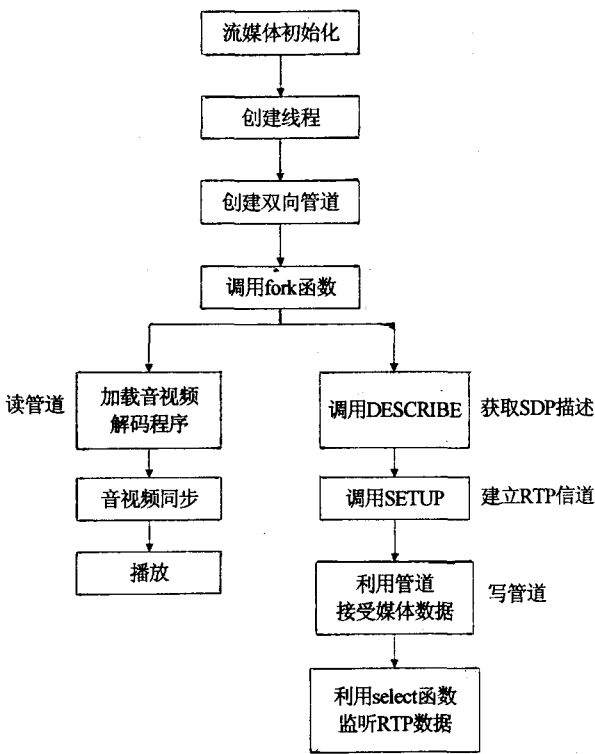 流媒体初始化
创建线程
创建双向管道
调用fork函数
读管道
加载音视频
解码程序
音视频同步
播放
调用DESCRIBE
获取SDP描述
调用SETUP
建立RTP信道
利用管道
接受媒体数据
写管道
利用select函数
监听RTP数据